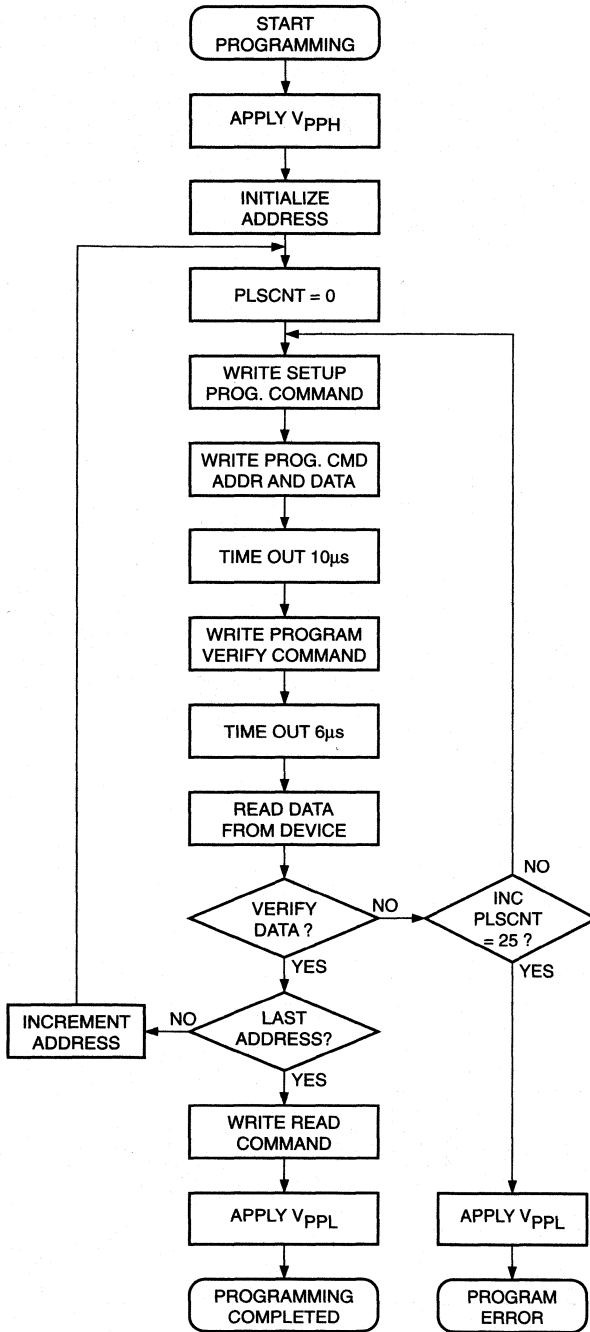 START
PROGRAMMING
APPLY VPPH
INITIALIZE
ADDRESS
PLSCNT = 0
WRITE SETUP
PROG. COMMAND
WRITE PROG. CMD
ADDR AND DATA
TIME OUT 10µs
WRITE PROGRAM
VERIFY COMMAND
TIME OUT 6µs
READ DATA
FROM DEVICE
VERIFY
DATA ?
NO
YES
INC
PLSCNT
= 25 ?
NO
YES
LAST
ADDRESS?
NO
YES
INCREMENT
ADDRESS
WRITE READ
COMMAND
APPLY VPPL
APPLY VPPL
PROGRAMMING
COMPLETED
PROGRAM
ERROR